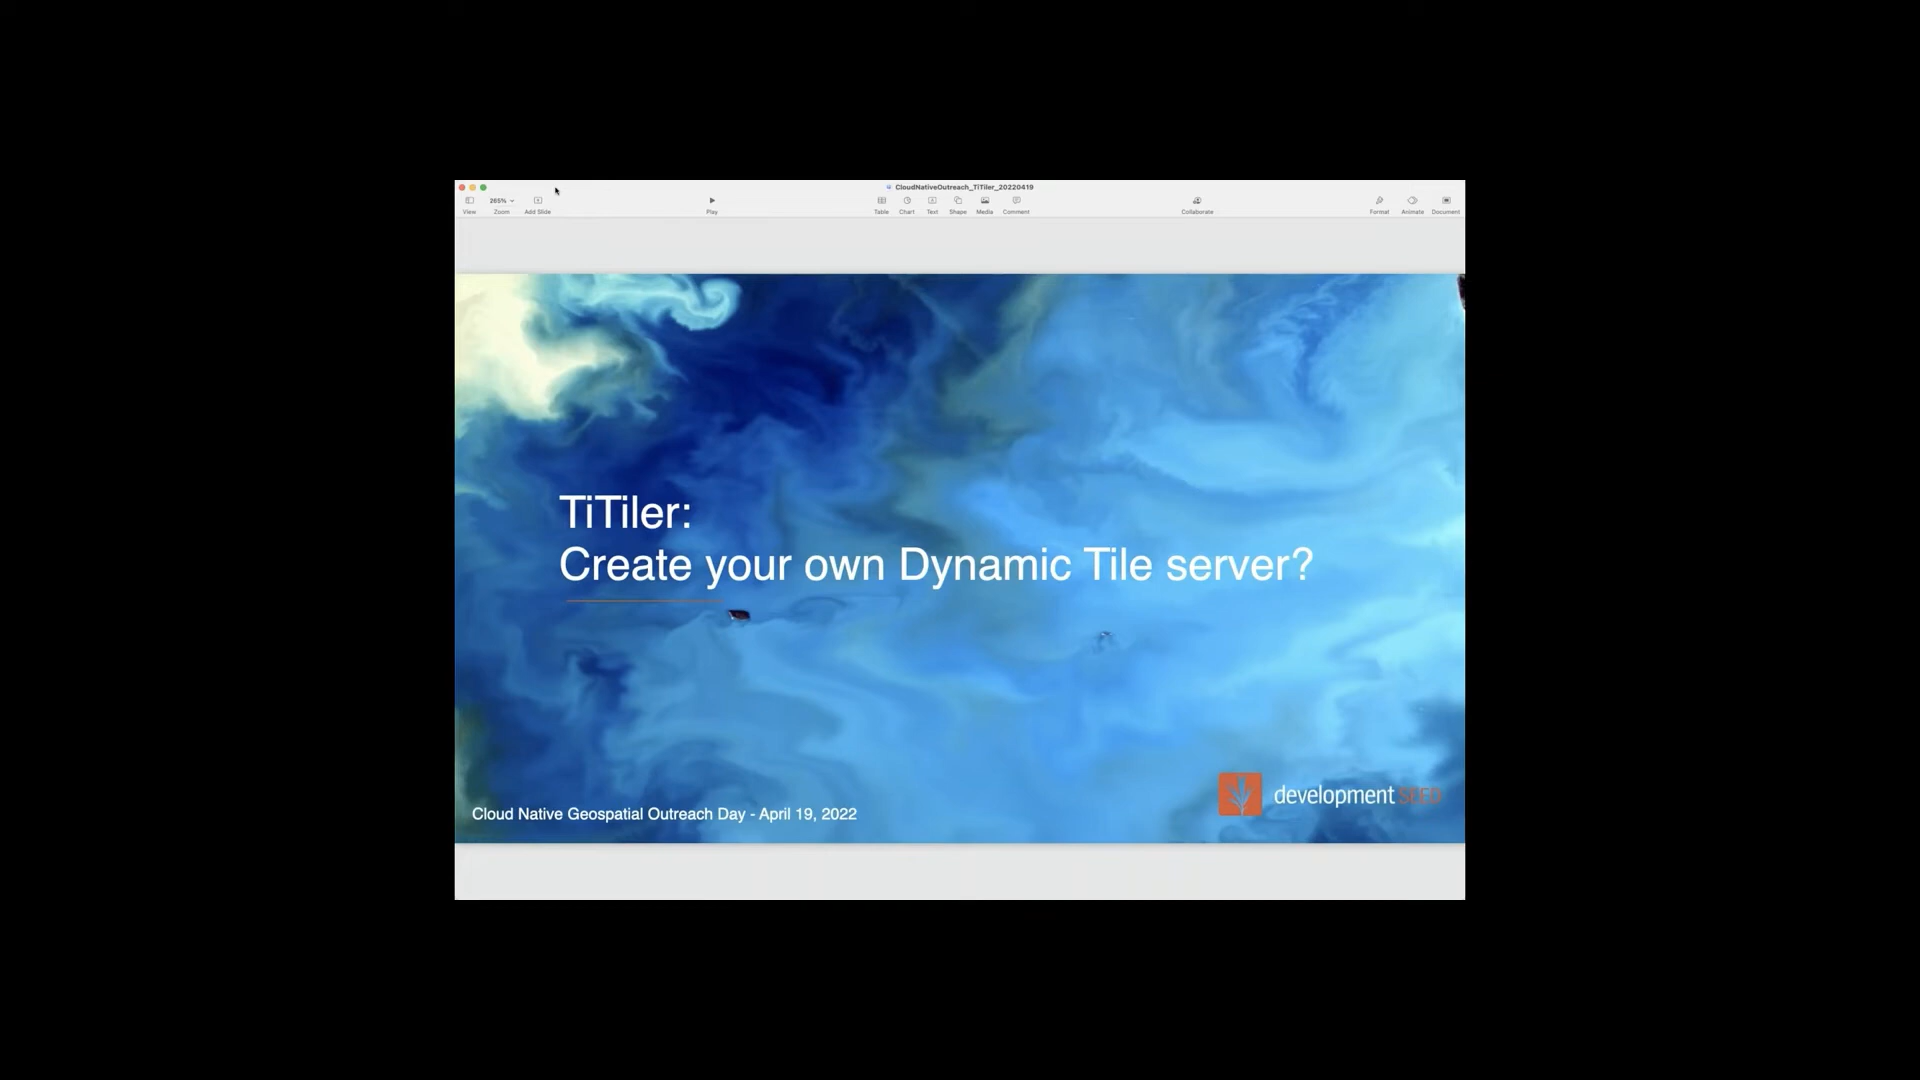 CloudNativeOutreach_TiTiler_20220419
265%
View Zoom Add Slide Play Table Chart Text Shape Media Comment Collaborate Format Animate Document
TiTiler:
Create your own Dynamic Tile server?
Cloud Native Geospatial Outreach Day - April 19, 2022
development SEED